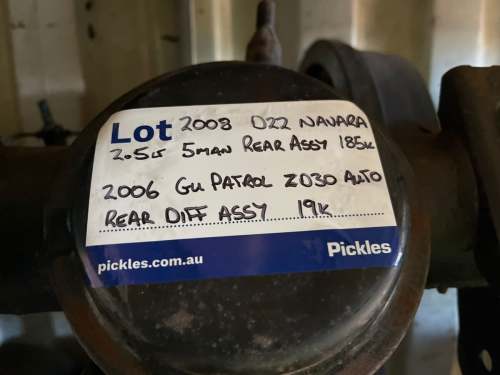 Lot 2008 D22 NAVARA
2.5LT 5MAN REAR ASSY 185K
2006 GU PATROL ZD30 AUTO
REAR DIFF ASSY 19K
pickles.com.au Pickles